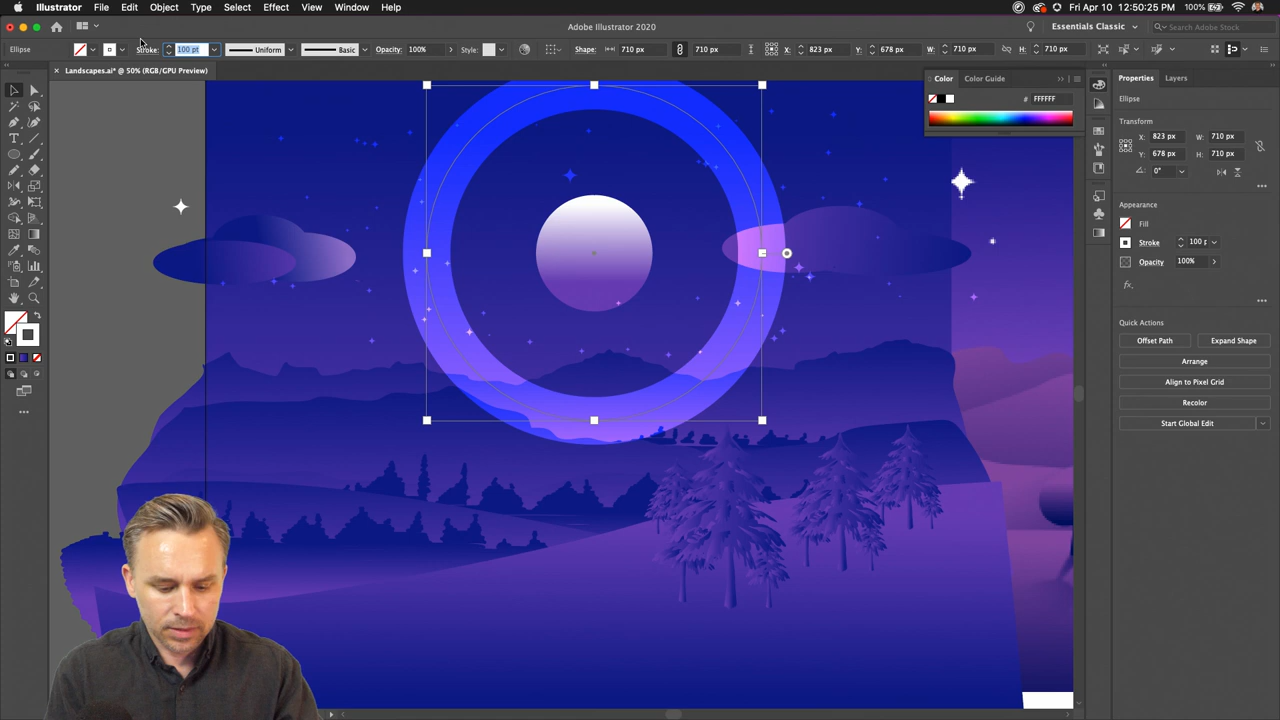 Illustrator File Edit Object Type Select Effect View Window Help
100% Fri Apr 10 12:50:25 PM
Adobe Illustrator 2020
Essentials Classic
Search Adobe Stock
Ellipse Stroke: 100 pt Uniform Basic Opacity: 100% Style: Shape: 710 px 710 px X: 823 px Y: 678 px W: 710 px H: 710 px
× Landscapes.ai* @ 50% (RGB/GPU Preview)
Color Color Guide
# FFFFFF
Properties Layers
Ellipse
Transform
X: 823 px W: 710 px
Y: 678 px H: 710 px
0°
Appearance
Fill
Stroke 100 p
Opacity 100%
fx.
Quick Actions
Offset Path Expand Shape
Arrange
Align to Pixel Grid
Recolor
Start Global Edit